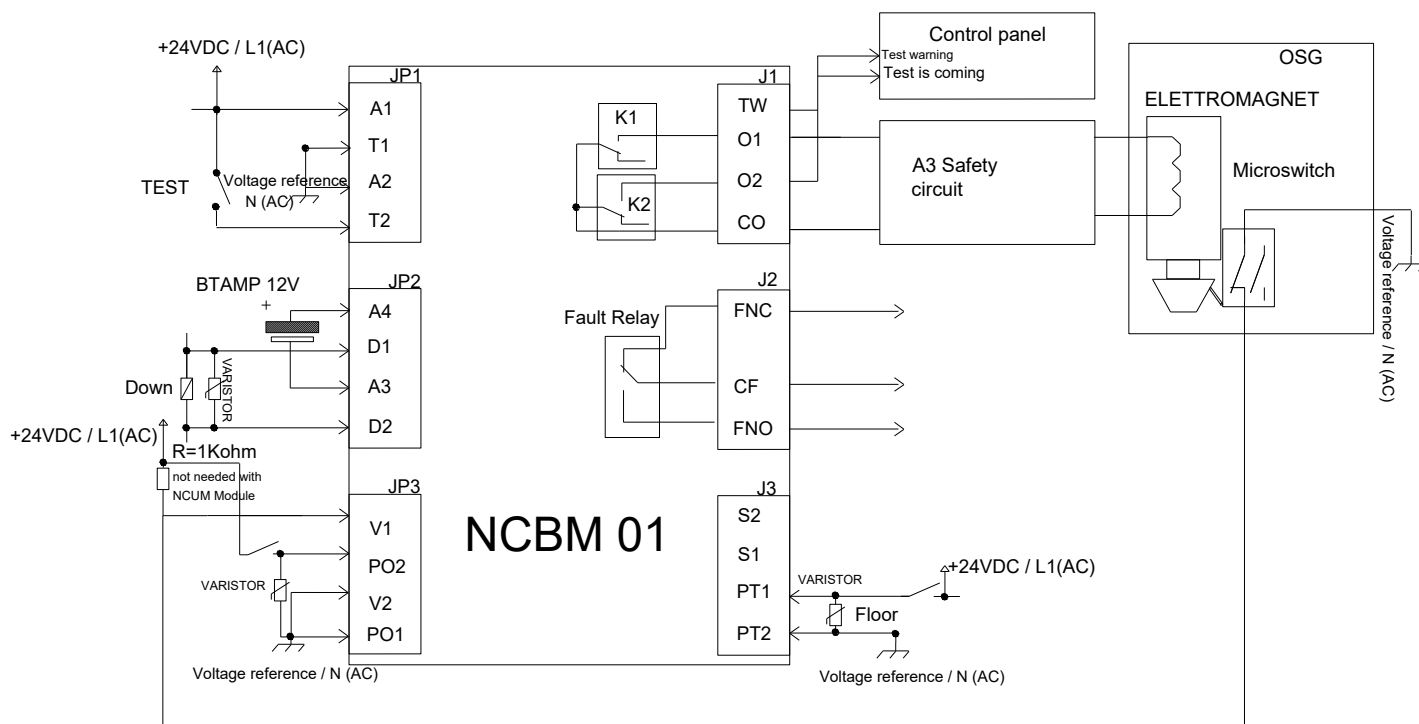 +24VDC / L1(AC)
JP1
A1
T1
A2
T2
TEST
Voltage reference
N (AC)
K1
K2
J1
TW
O1
O2
CO
Control panel
Test warning
Test is coming
A3 Safety
circuit
OSG
ELETTROMAGNET
Microswitch
Voltage reference / N (AC)
BTAMP 12V
+
JP2
A4
D1
A3
D2
Down
VARISTOR
Fault Relay
J2
FNC
CF
FNO
+24VDC / L1(AC)
R=1Kohm
not needed with
NCUM Module
JP3
V1
PO2
V2
PO1
VARISTOR
Voltage reference / N (AC)
NCBM 01
J3
S2
S1
PT1
PT2
VARISTOR
+24VDC / L1(AC)
Floor
Voltage reference / N (AC)